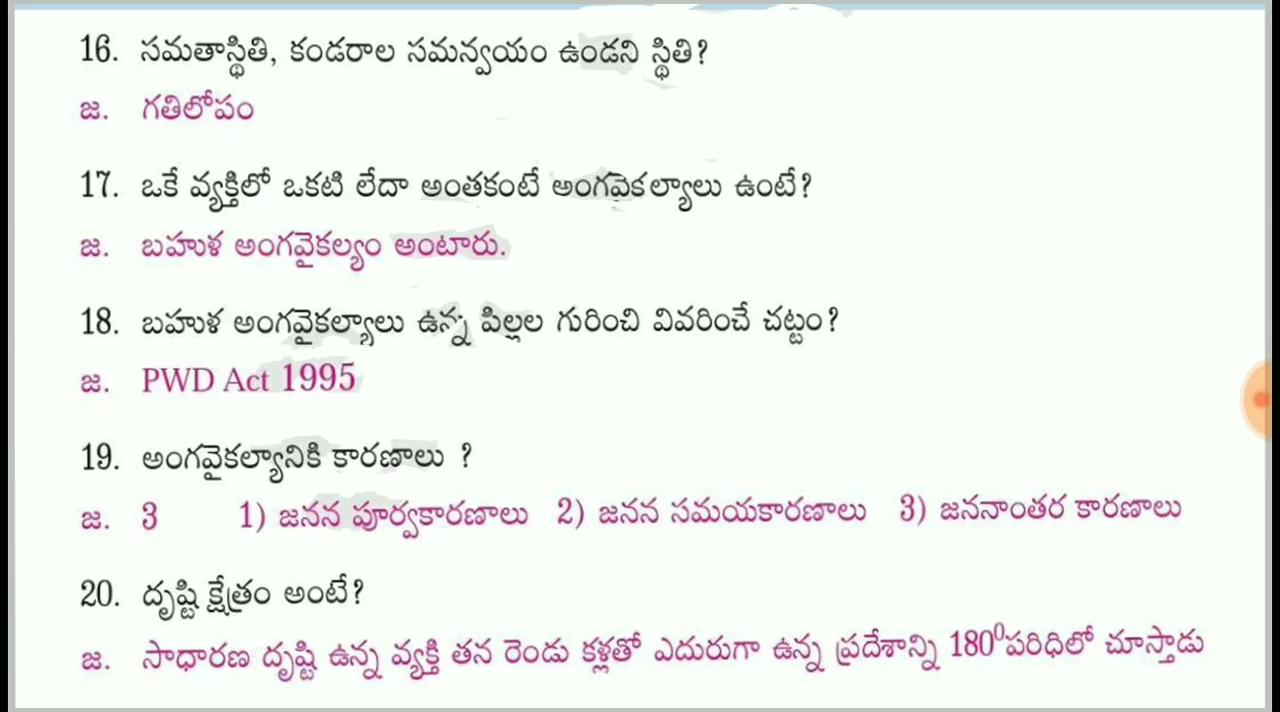 16. సమతాస్థితి, కండరాల సమన్వయం ఉండని స్థితి?
జ. గతిలోపం
17. ఒకే వ్యక్తిలో ఒకటి లేదా అంతకంటే అంగవైకల్యాలు ఉంటే?
జ. బహుళ అంగవైకల్యం అంటారు.
18. బహుళ అంగవైకల్యాలు ఉన్న పిల్లల గురించి వివరించే చట్టం?
జ. PWD Act 1995
19. అంగవైకల్యానికి కారణాలు ?
జ. 3 1) జనన పూర్వకారణాలు 2) జనన సమయకారణాలు 3) జననాంతర కారణాలు
20. దృష్టి క్షేత్రం అంటే?
జ. సాధారణ దృష్టి ఉన్న వ్యక్తి తన రెండు కళ్లతో ఎదురుగా ఉన్న ప్రదేశాన్ని 180⁰పరిధిలో చూస్తాడు